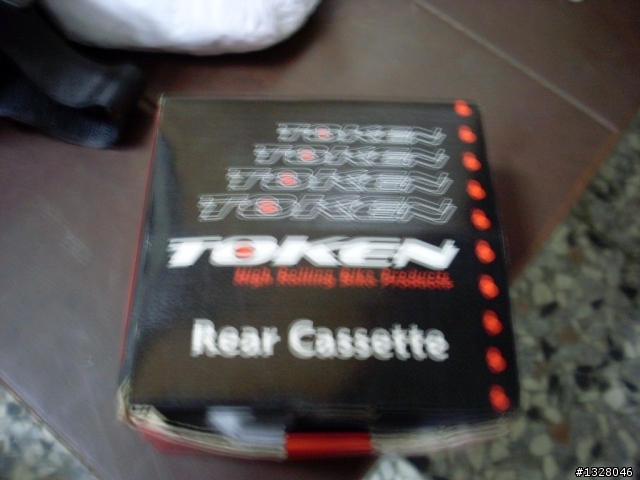 TOKEN
TOKEN
TOKEN
TOKEN
TOKEN
High Rolling Bike Products
Rear Cassette
#1328046